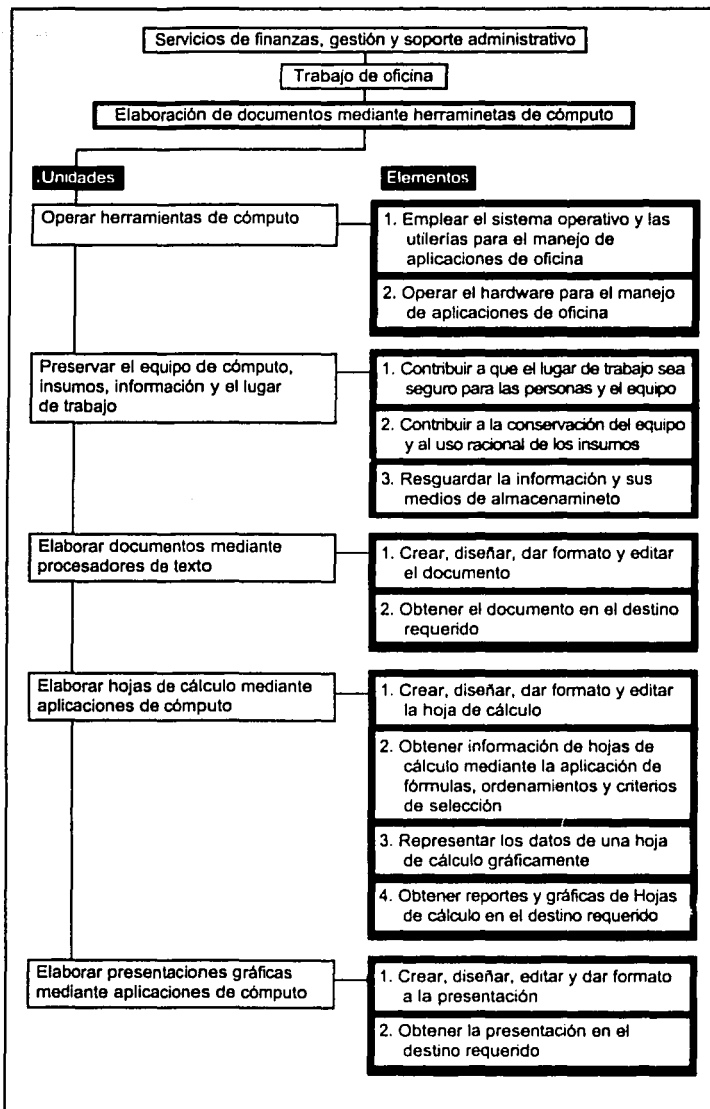 Servicios de finanzas, gestión y soporte administrativo
Trabajo de oficina
Elaboración de documentos mediante herraminetas de cómputo
.Unidades
Elementos
Operar herramientas de cómputo
1. Emplear el sistema operativo y las
utilerías para el manejo de
aplicaciones de oficina
2. Operar el hardware para el manejo
de aplicaciones de oficina
Preservar el equipo de cómputo,
insumos, información y el lugar
de trabajo
1. Contribuir a que el lugar de trabajo sea
seguro para las personas y el equipo
2. Contribuir a la conservación del equipo
y al uso racional de los insumos
3. Resguardar la información y sus
medios de almacenamineto
Elaborar documentos mediante
procesadores de texto
1. Crear, diseñar, dar formato y editar
el documento
2. Obtener el documento en el destino
requerido
Elaborar hojas de cálculo mediante
aplicaciones de cómputo
1. Crear, diseñar, dar formato y editar
la hoja de cálculo
2. Obtener información de hojas de
cálculo mediante la aplicación de
fórmulas, ordenamientos y criterios
de selección
3. Representar los datos de una hoja
de cálculo gráficamente
4. Obtener reportes y gráficas de Hojas
de cálculo en el destino requerido
Elaborar presentaciones gráficas
mediante aplicaciones de cómputo
1. Crear, diseñar, editar y dar formato
a la presentación
2. Obtener la presentación en el
destino requerido